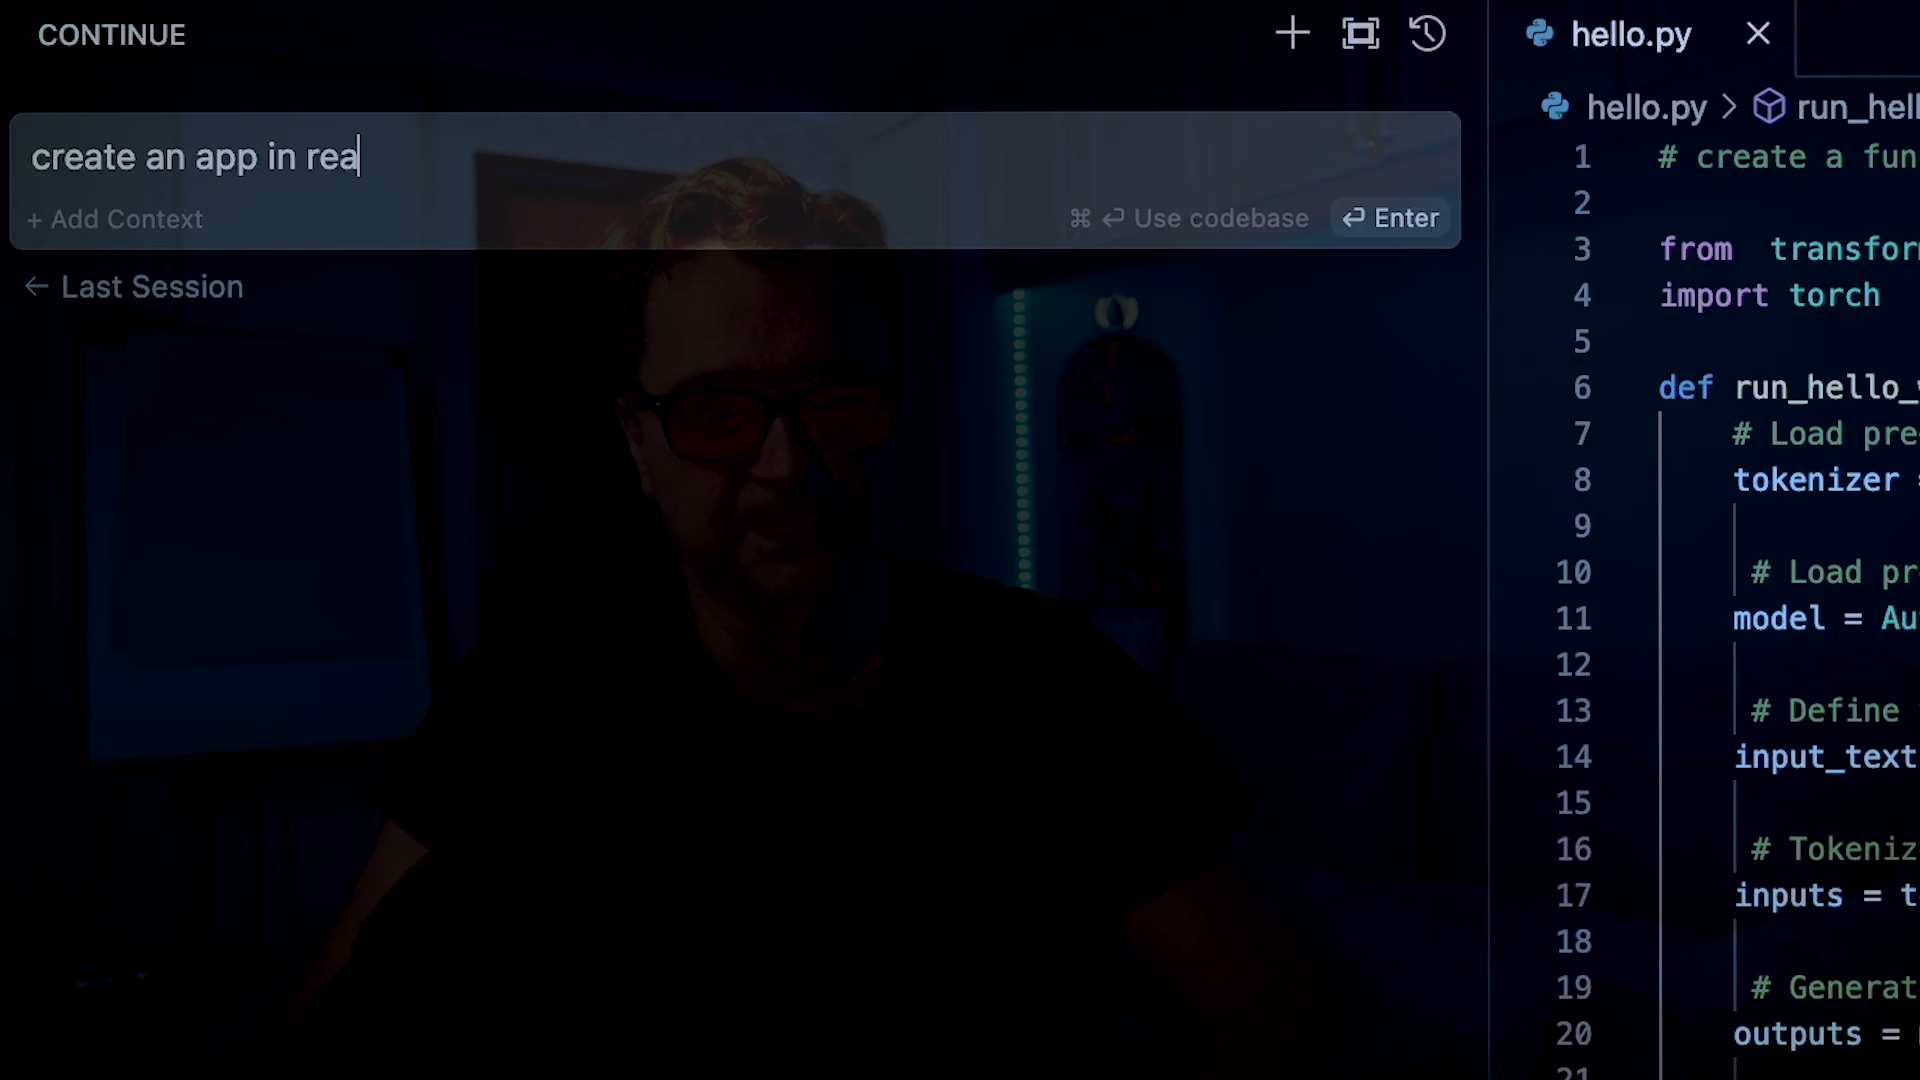 CONTINUE
create an app in rea
+ Add Context
⌘ ⏎ Use codebase
⏎ Enter
← Last Session
hello.py
hello.py > run_hell
1 # create a fun
2
3 from transform
4 import torch
5
6 def run_hello_
7 # Load pre
8 tokenizer =
9
10 # Load pr
11 model = Au
12
13 # Define
14 input_text
15
16 # Tokeniz
17 inputs = t
18
19 # Generat
20 outputs =
21